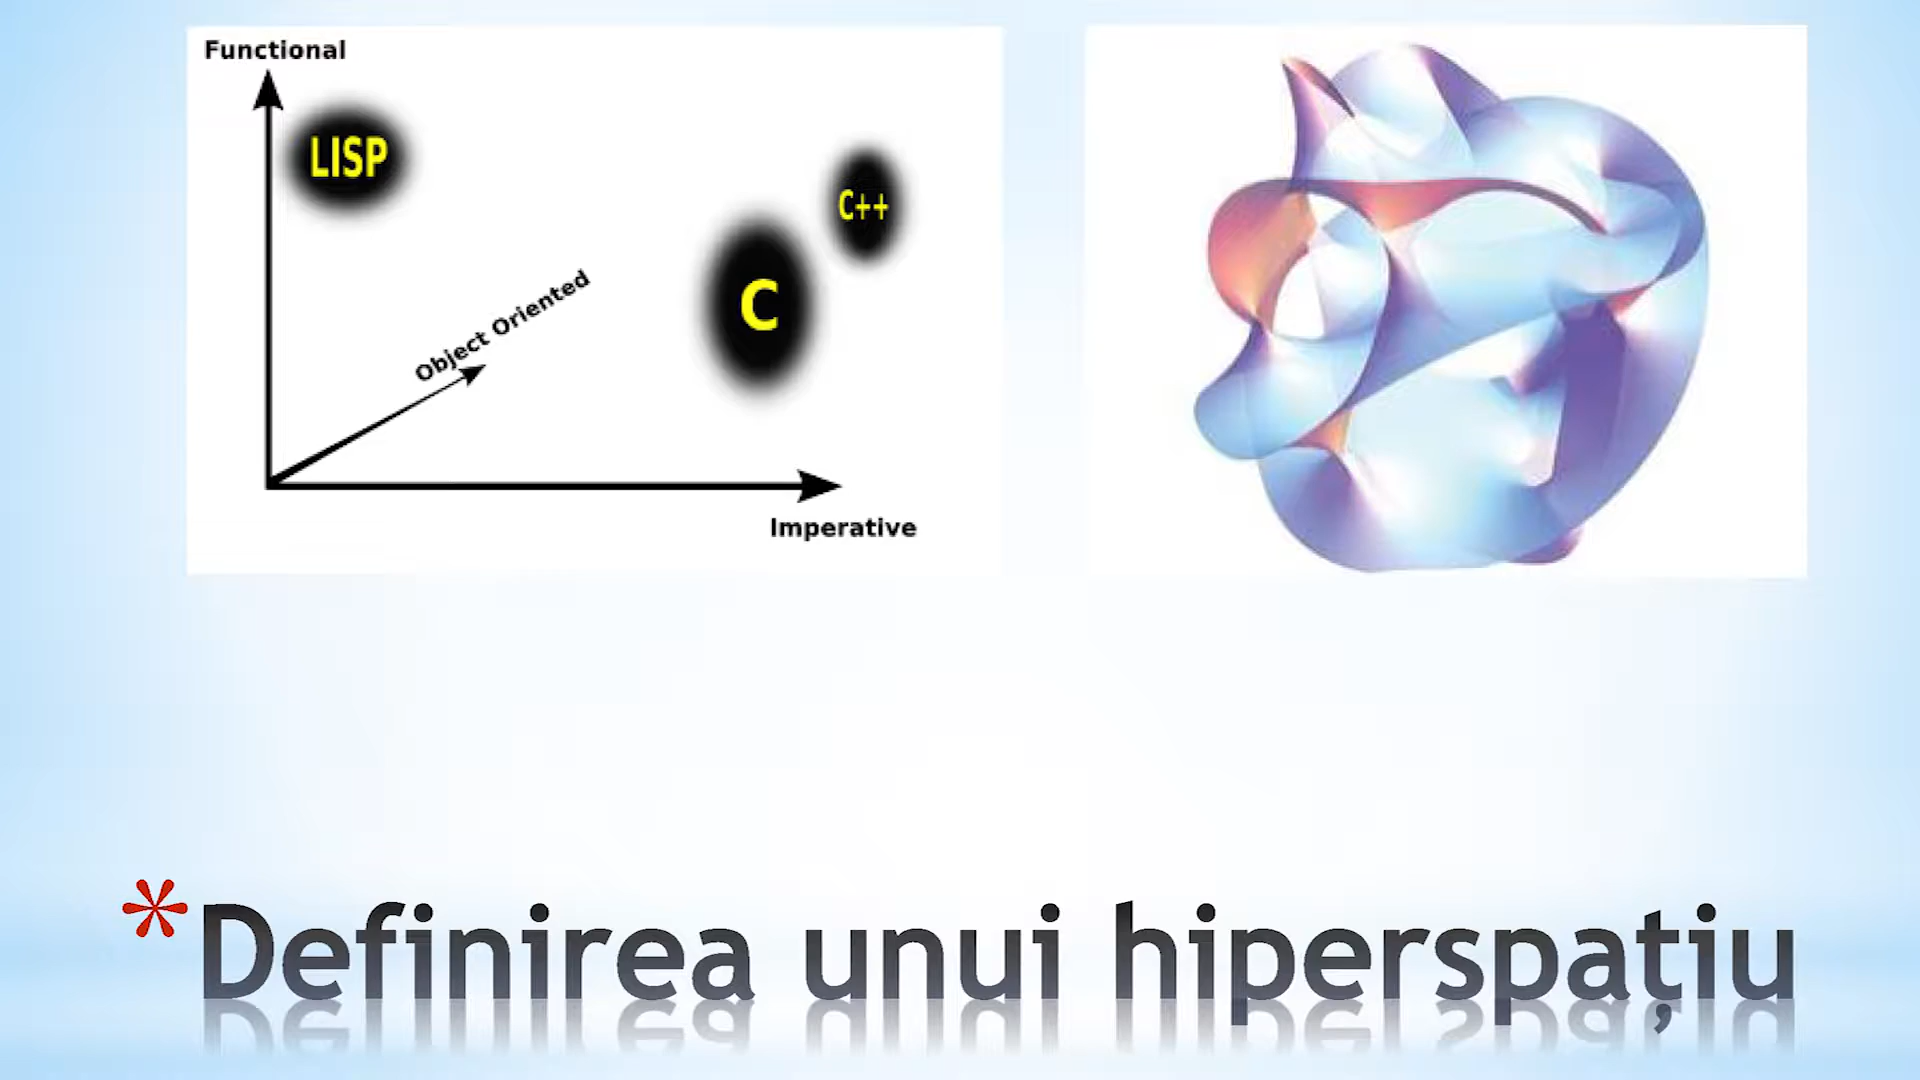 Functional
LISP
C++
C
Object Oriented
Imperative
* Definirea unui hiperspațiu